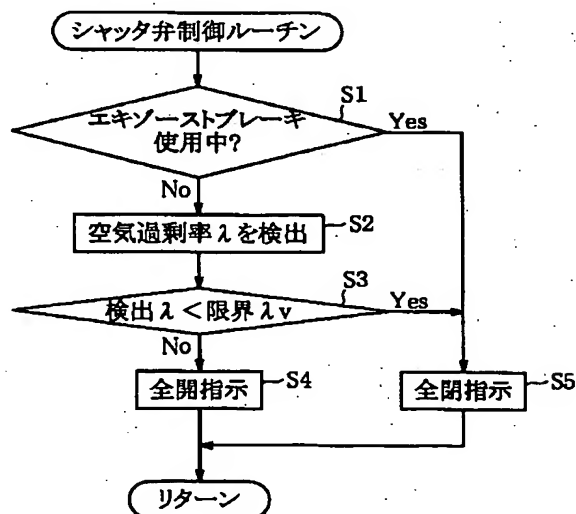 シャッタ弁制御ルーチン
S1
エキゾーストブレーキ
使用中?
Yes
No
空気過剰率λを検出
S2
S3
検出λ<限界λv
Yes
No
全開指示
S4
全閉指示
S5
リターン